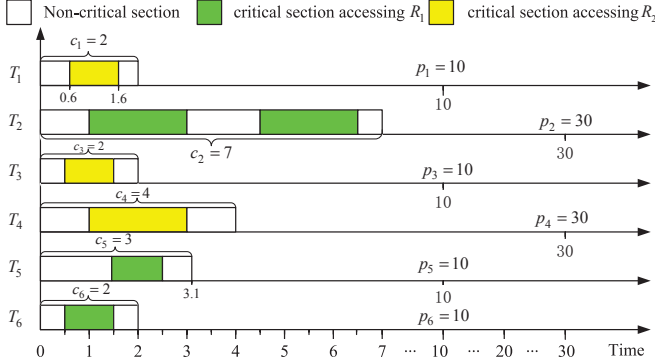 Non-critical section critical section accessing R₁ critical section accessing R₂
c₁ = 2
T₁ p₁ = 10
0.6 1.6 10
T₂ p₂ = 30
c₂ = 7 30
c₃ = 2
T₃ p₃ = 10
10
c₄ = 4
T₄ p₄ = 30
30
c₅ = 3
T₅ p₅ = 10
3.1 10
c₆ = 2
T₆ p₆ = 10
0 1 2 3 4 5 6 7 ... 10 ... 20 ... 30 Time